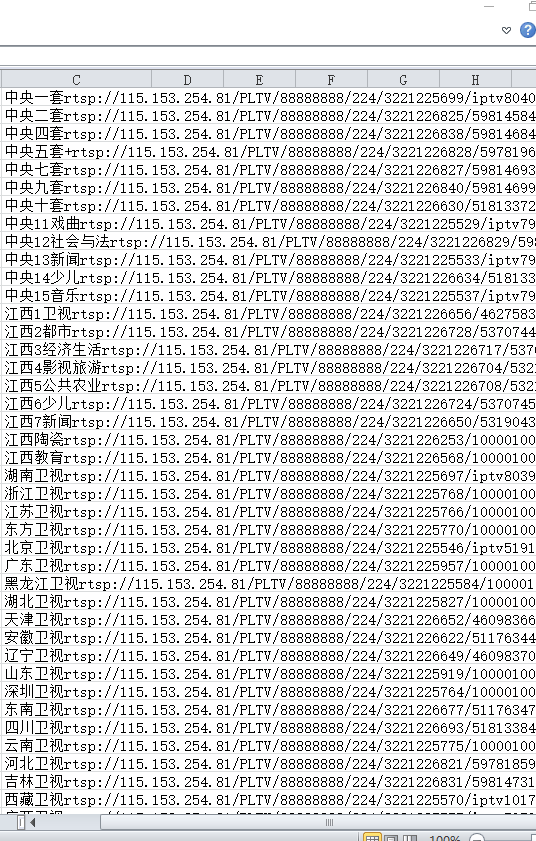 C D E F G H
中央一套rtsp://115.153.254.81/PLTV/88888888/224/3221225699/iptv8040
中央二套rtsp://115.153.254.81/PLTV/88888888/224/3221226825/59814584
中央四套rtsp://115.153.254.81/PLTV/88888888/224/3221226838/59814684
中央五套+rtsp://115.153.254.81/PLTV/88888888/224/3221226828/5978196
中央七套rtsp://115.153.254.81/PLTV/88888888/224/3221226827/59814693
中央九套rtsp://115.153.254.81/PLTV/88888888/224/3221226840/59814699
中央十套rtsp://115.153.254.81/PLTV/88888888/224/3221226630/51813372
中央11戏曲rtsp://115.153.254.81/PLTV/88888888/224/3221225529/iptv79
中央12社会与法rtsp://115.153.254.81/PLTV/88888888/224/3221226829/598
中央13新闻rtsp://115.153.254.81/PLTV/88888888/224/3221225533/iptv79
中央14少儿rtsp://115.153.254.81/PLTV/88888888/224/3221226634/518133
中央15音乐rtsp://115.153.254.81/PLTV/88888888/224/3221225537/iptv79
江西1卫视rtsp://115.153.254.81/PLTV/88888888/224/3221226656/4627583
江西2都市rtsp://115.153.254.81/PLTV/88888888/224/3221226728/5370744
江西3经济生活rtsp://115.153.254.81/PLTV/88888888/224/3221226717/537
江西4影视旅游rtsp://115.153.254.81/PLTV/88888888/224/3221226704/532
江西5公共农业rtsp://115.153.254.81/PLTV/88888888/224/3221226708/532
江西6少儿rtsp://115.153.254.81/PLTV/88888888/224/3221226724/5370745
江西7新闻rtsp://115.153.254.81/PLTV/88888888/224/3221226650/5319043
江西陶瓷rtsp://115.153.254.81/PLTV/88888888/224/3221226253/10000100
江西教育rtsp://115.153.254.81/PLTV/88888888/224/3221226568/10000100
湖南卫视rtsp://115.153.254.81/PLTV/88888888/224/3221225697/iptv8039
浙江卫视rtsp://115.153.254.81/PLTV/88888888/224/3221225768/10000100
江苏卫视rtsp://115.153.254.81/PLTV/88888888/224/3221225766/10000100
东方卫视rtsp://115.153.254.81/PLTV/88888888/224/3221225770/10000100
北京卫视rtsp://115.153.254.81/PLTV/88888888/224/3221225546/iptv5191
广东卫视rtsp://115.153.254.81/PLTV/88888888/224/3221225957/10000100
黑龙江卫视rtsp://115.153.254.81/PLTV/88888888/224/3221225584/100001
湖北卫视rtsp://115.153.254.81/PLTV/88888888/224/3221225827/10000100
天津卫视rtsp://115.153.254.81/PLTV/88888888/224/3221226652/46098366
安徽卫视rtsp://115.153.254.81/PLTV/88888888/224/3221226622/51176344
辽宁卫视rtsp://115.153.254.81/PLTV/88888888/224/3221226649/46098370
山东卫视rtsp://115.153.254.81/PLTV/88888888/224/3221225919/10000100
深圳卫视rtsp://115.153.254.81/PLTV/88888888/224/3221225764/10000100
东南卫视rtsp://115.153.254.81/PLTV/88888888/224/3221226677/51176347
四川卫视rtsp://115.153.254.81/PLTV/88888888/224/3221226693/51813384
云南卫视rtsp://115.153.254.81/PLTV/88888888/224/3221225775/10000100
河北卫视rtsp://115.153.254.81/PLTV/88888888/224/3221226821/59781859
吉林卫视rtsp://115.153.254.81/PLTV/88888888/224/3221226831/59814731
西藏卫视rtsp://115.153.254.81/PLTV/88888888/224/3221225570/iptv1017
100%